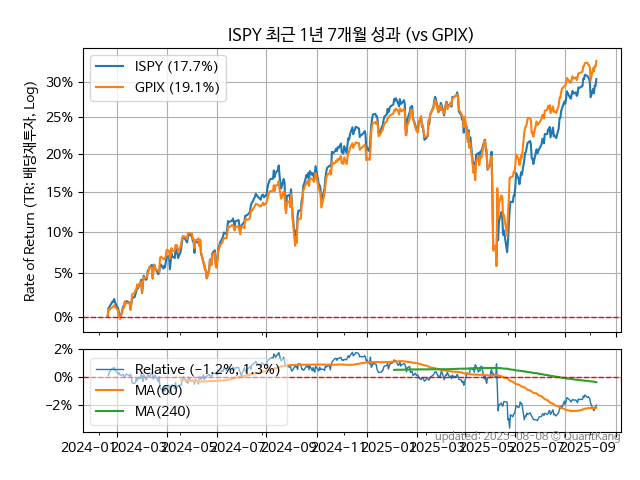 ISPY 최근 1년 7개월 성과 (vs GPIX)
ISPY (17.7%)
GPIX (19.1%)
Rate of Return (TR: 배당재투자, Log)
30%
25%
20%
15%
10%
5%
0%
2%
0%
−2%
Relative (−1.2%, 1.3%)
MA(60)
MA(240)
2024-01
2024-03
2024-05
2024-07
2024-09
2024-11
2025-01
2025-03
2025-05
2025-07
2025-09
updated: 2025-08-08 © QuantKang